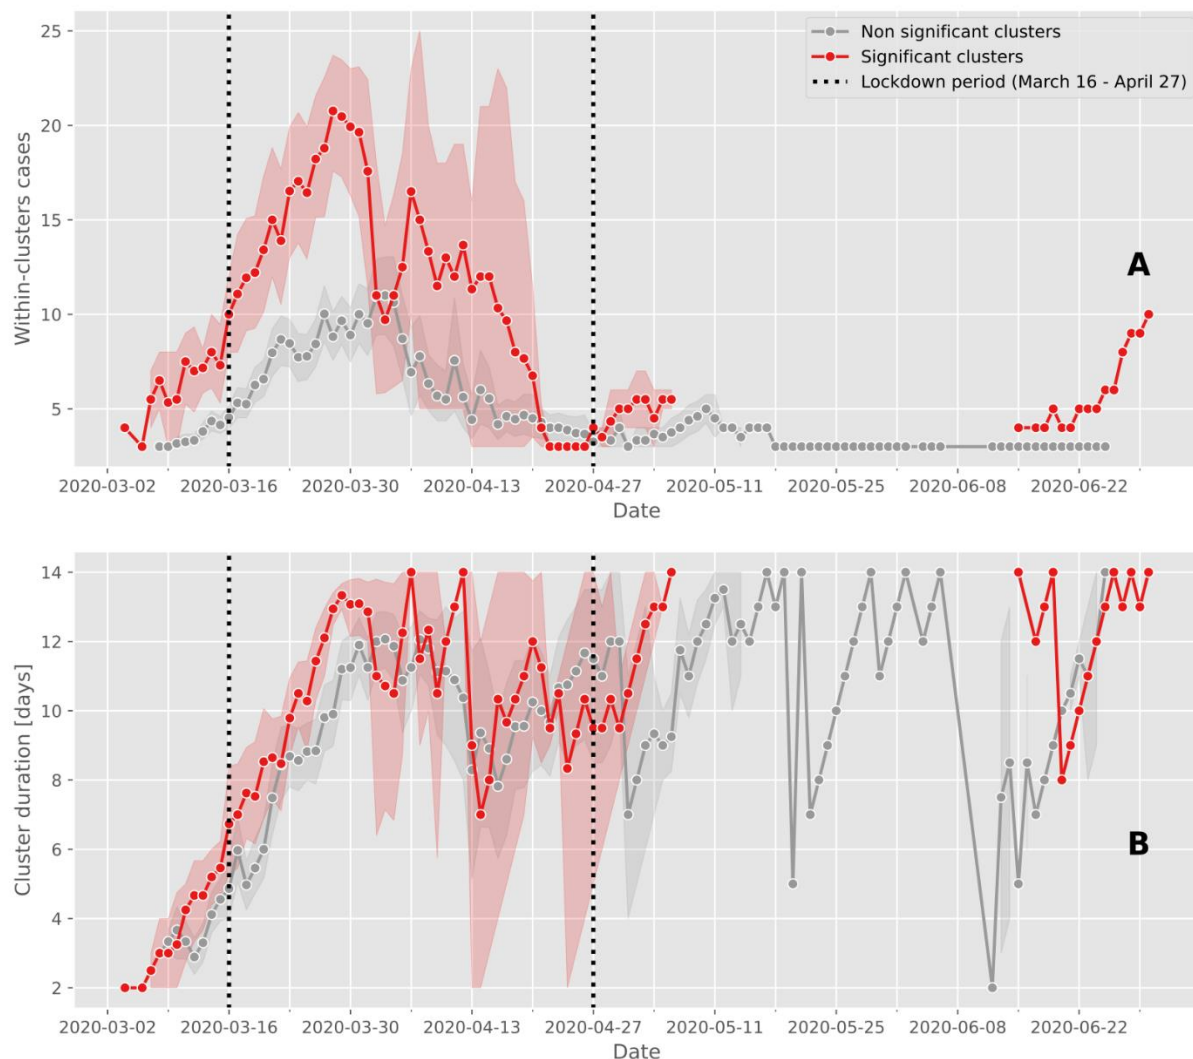 25
20
15
10
5
Within-clusters cases
Non significant clusters
Significant clusters
Lockdown period (March 16 - April 27)
A
2020-03-02 2020-03-16 2020-03-30 2020-04-13 2020-04-27 2020-05-11 2020-05-25 2020-06-08 2020-06-22
Date
14
12
10
8
6
4
2
Cluster duration [days]
B
2020-03-02 2020-03-16 2020-03-30 2020-04-13 2020-04-27 2020-05-11 2020-05-25 2020-06-08 2020-06-22
Date